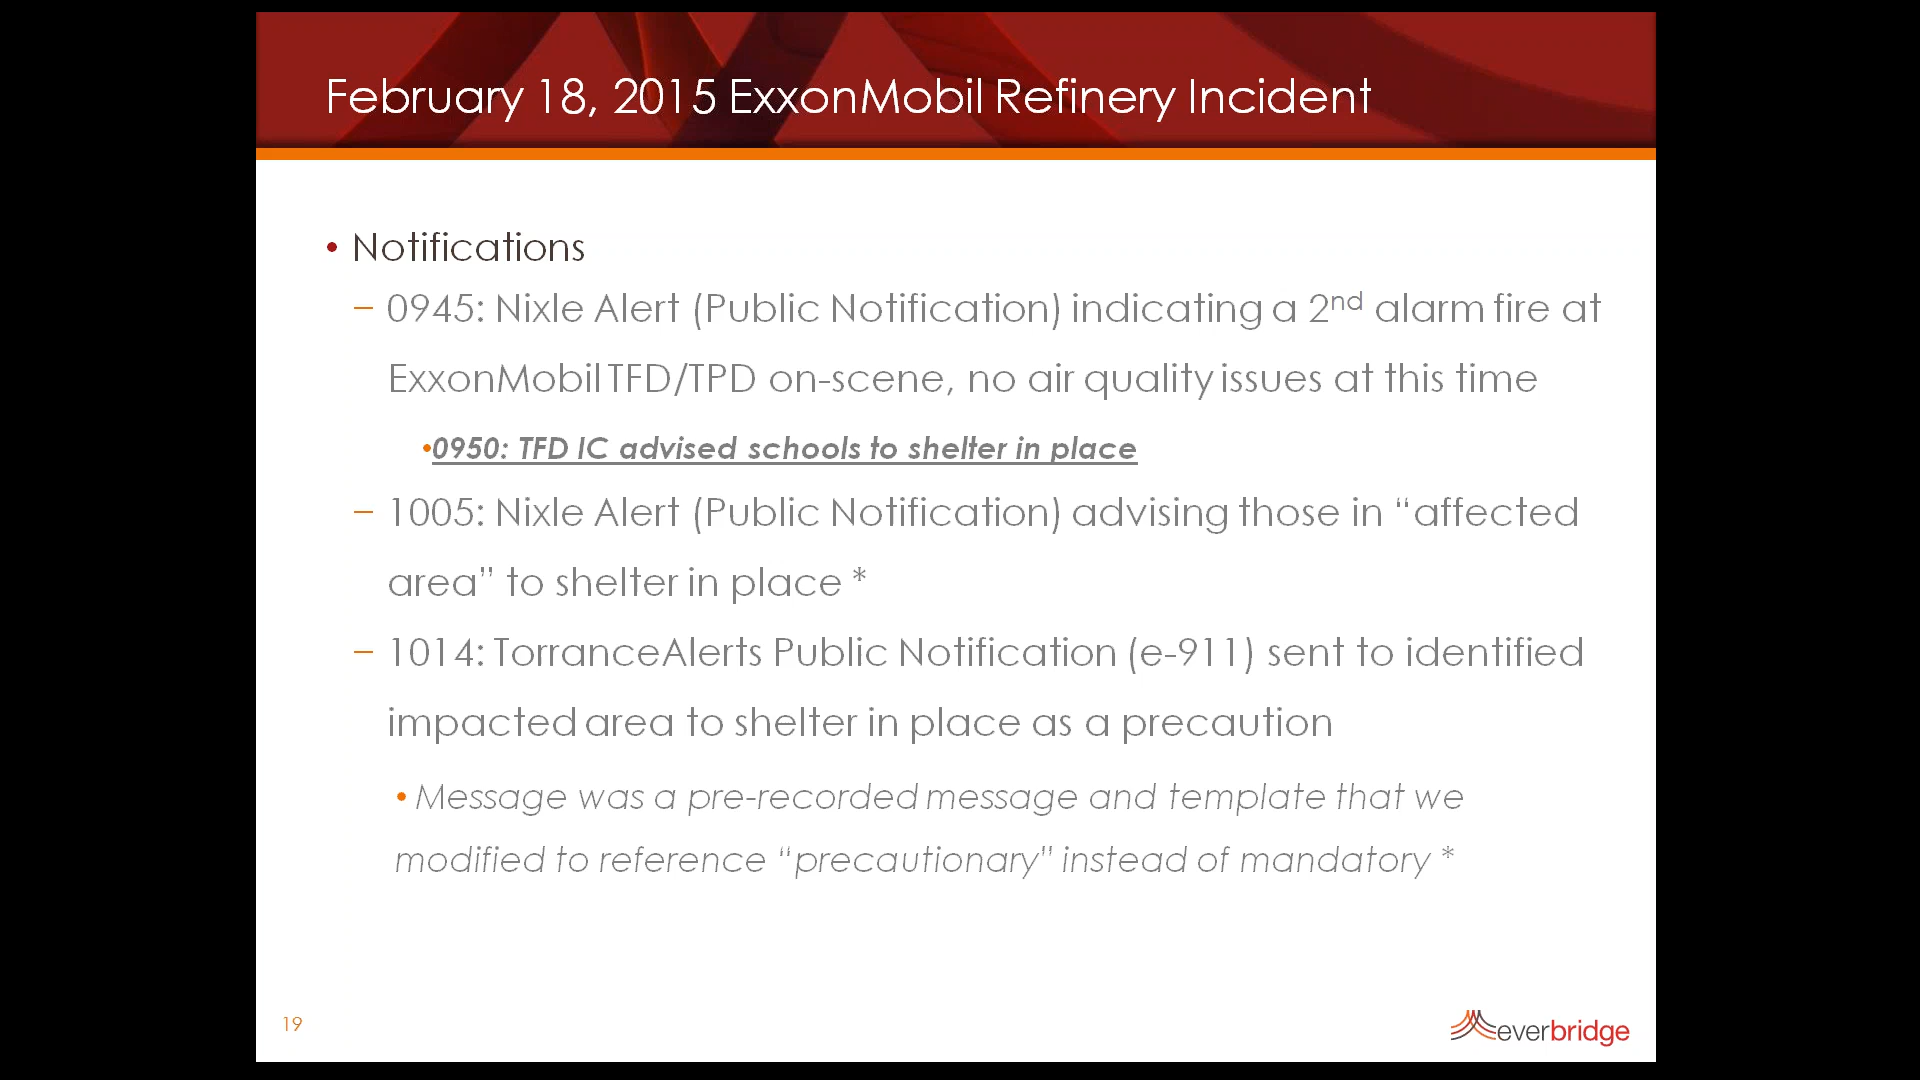 February 18, 2015 ExxonMobil Refinery Incident
• Notifications
– 0945: Nixle Alert (Public Notification) indicating a 2nd alarm fire at
ExxonMobil TFD/TPD on-scene, no air quality issues at this time
•0950: TFD IC advised schools to shelter in place
– 1005: Nixle Alert (Public Notification) advising those in “affected
area” to shelter in place *
– 1014: TorranceAlerts Public Notification (e-911) sent to identified
impacted area to shelter in place as a precaution
• Message was a pre-recorded message and template that we
modified to reference “precautionary” instead of mandatory *
19
everbridge